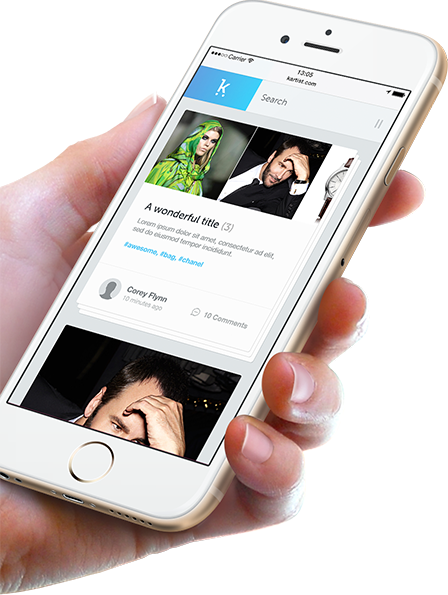 Carrier
13:05
kartist.com
k
Search
A wonderful title (3)
Lorem ipsum dolor sit amet, consectetur ad elit,
sed do eiusmod tempor incididunt.
#awesome, #bag, #chanel
Corey Flynn
10 minutes ago
10 Comments